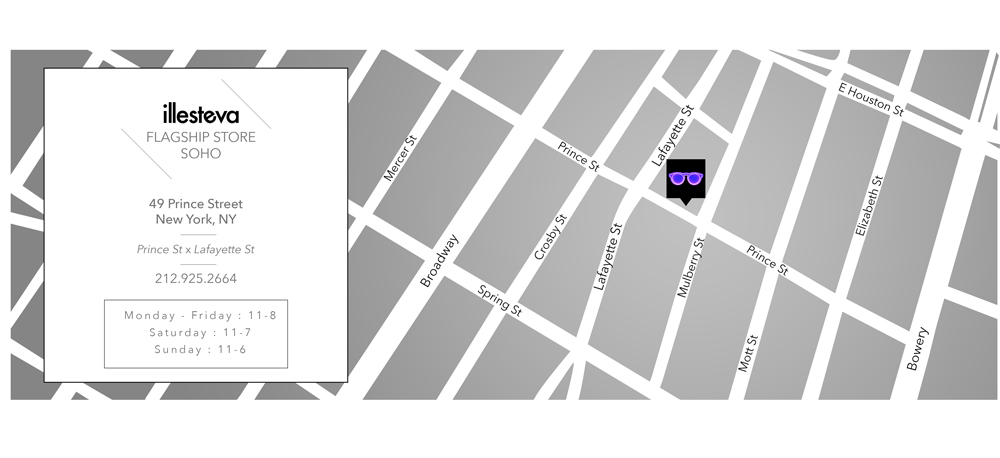 illesteva
FLAGSHIP STORE
SOHO
49 Prince Street
New York, NY
Prince St x Lafayette St
212.925.2664
Monday - Friday : 11-8
Saturday : 11-7
Sunday : 11-6
Mercer St
Broadway
Prince St
Spring St
Crosby St
Lafayette St
Lafayette St
Mulberry St
Prince St
Mott St
E Houston St
Elizabeth St
Bowery